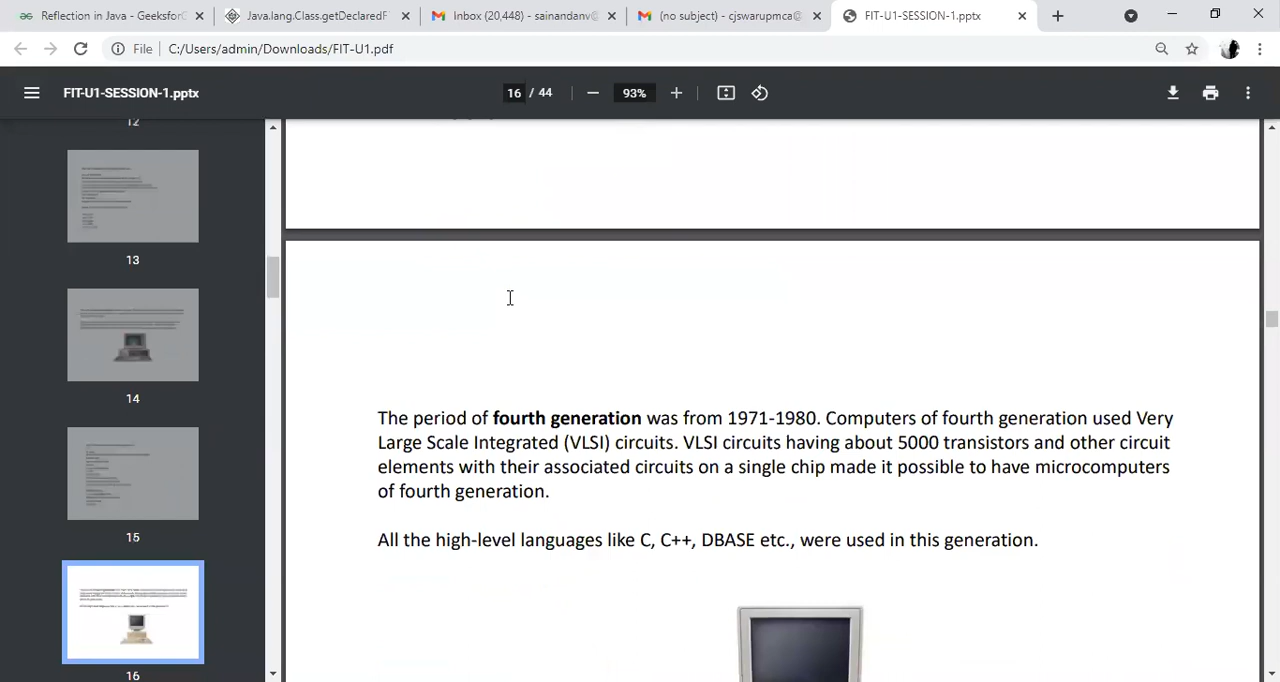 Reflection in Java - GeeksforG
Java.lang.Class.getDeclaredF
Inbox (20,448) - sainandanv@
(no subject) - cjswarupmca@
FIT-U1-SESSION-1.pptx
File
C:/Users/admin/Downloads/FIT-U1.pdf
FIT-U1-SESSION-1.pptx
16 / 44
93%
12
13
14
15
16
The period of fourth generation was from 1971-1980. Computers of fourth generation used Very
Large Scale Integrated (VLSI) circuits. VLSI circuits having about 5000 transistors and other circuit
elements with their associated circuits on a single chip made it possible to have microcomputers
of fourth generation.
All the high-level languages like C, C++, DBASE etc., were used in this generation.